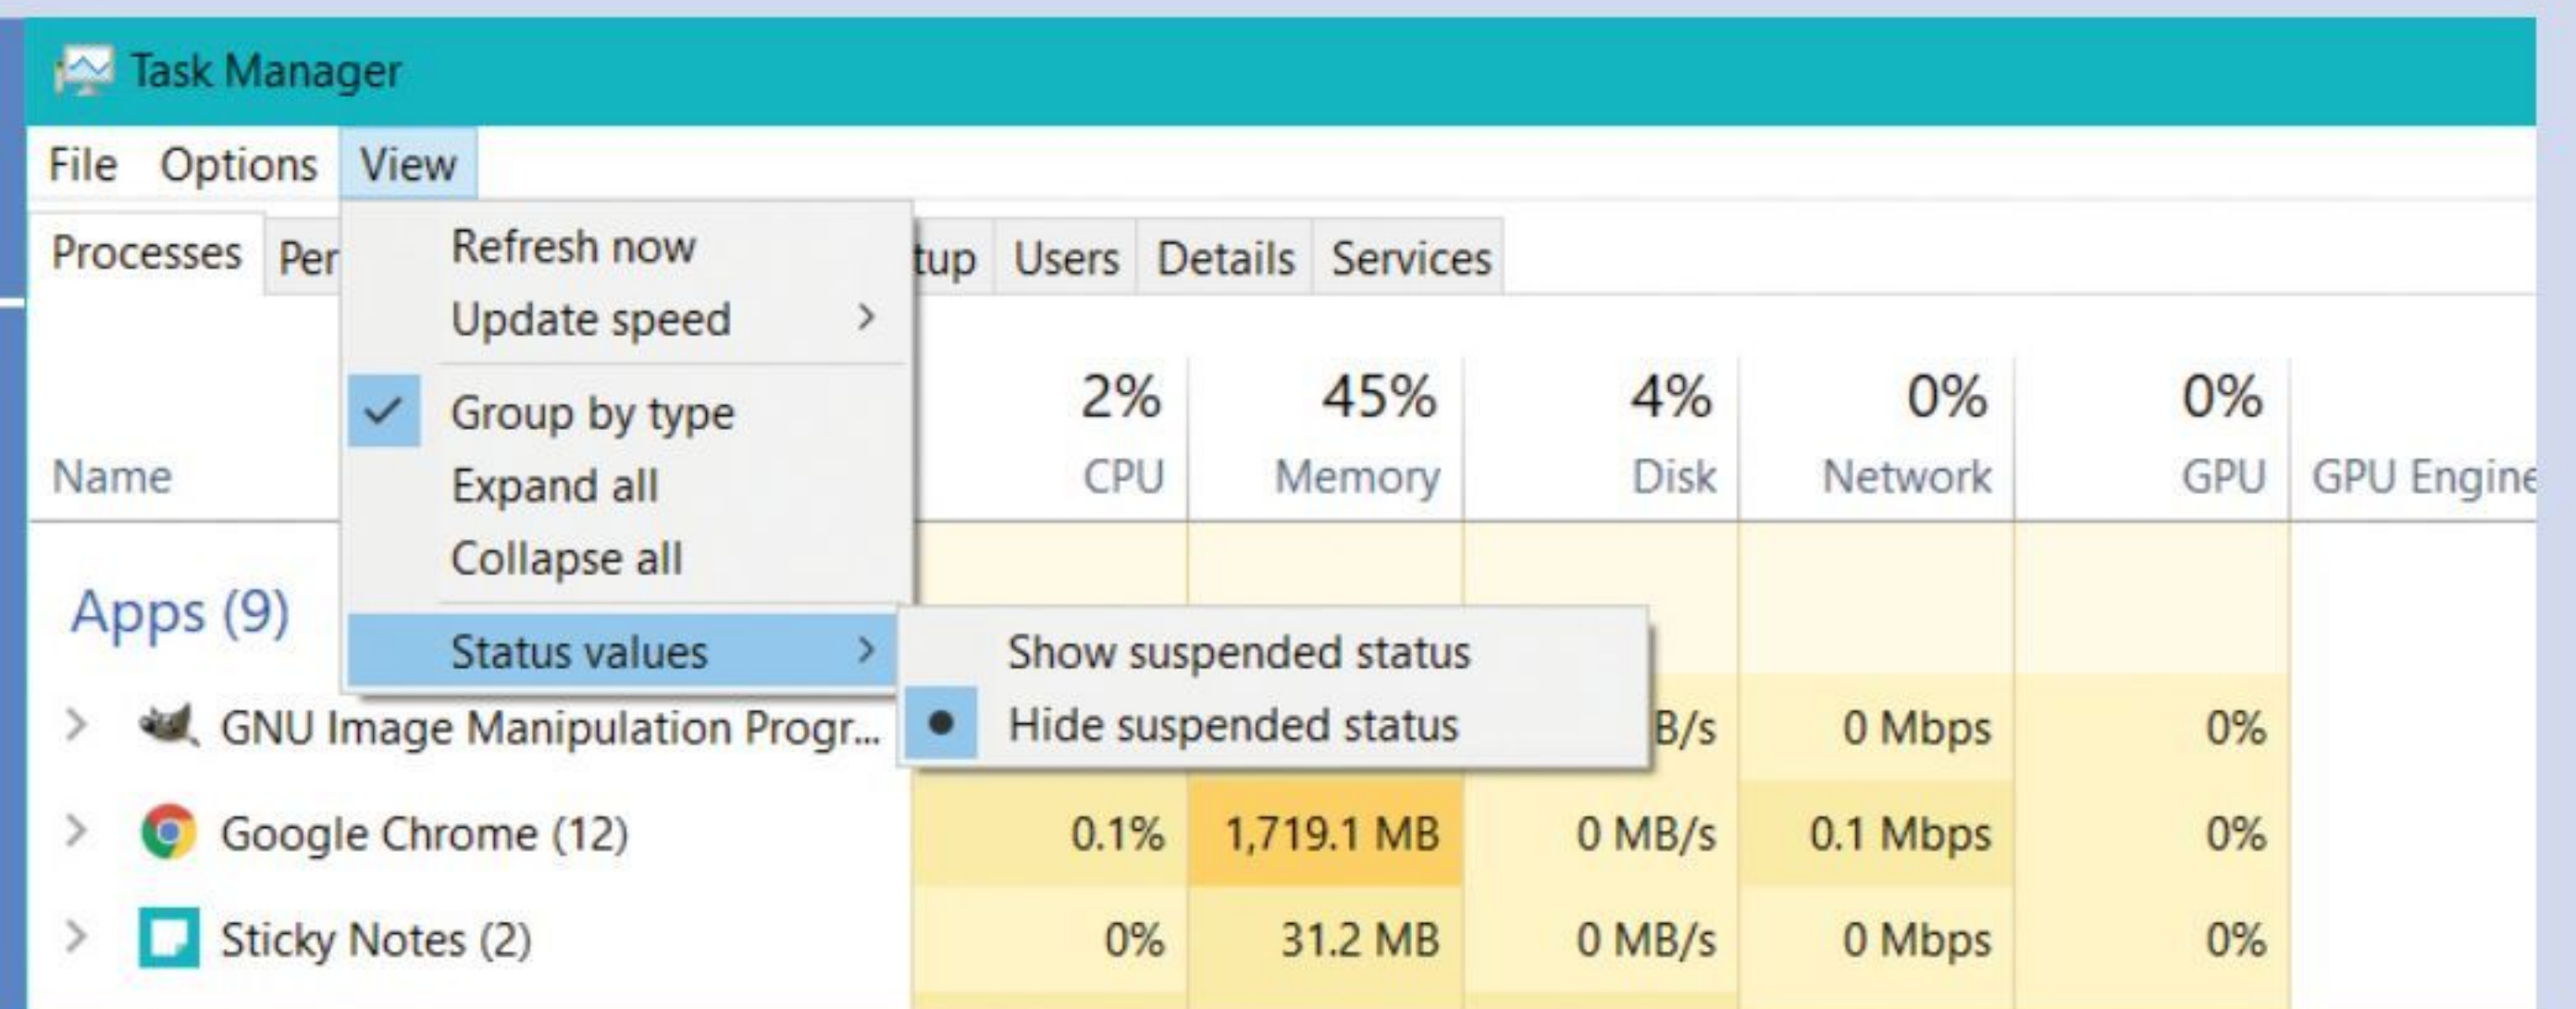 Task Manager
File Options View
Processes Per tup Users Details Services
Refresh now
Update speed
Group by type
Expand all
Collapse all
Status values
Show suspended status
Hide suspended status
2% 45% 4% 0% 0%
Name CPU Memory Disk Network GPU GPU Engine
Apps (9)
GNU Image Manipulation Progr... B/s 0 Mbps 0%
Google Chrome (12) 0.1% 1,719.1 MB 0 MB/s 0.1 Mbps 0%
Sticky Notes (2) 0% 31.2 MB 0 MB/s 0 Mbps 0%